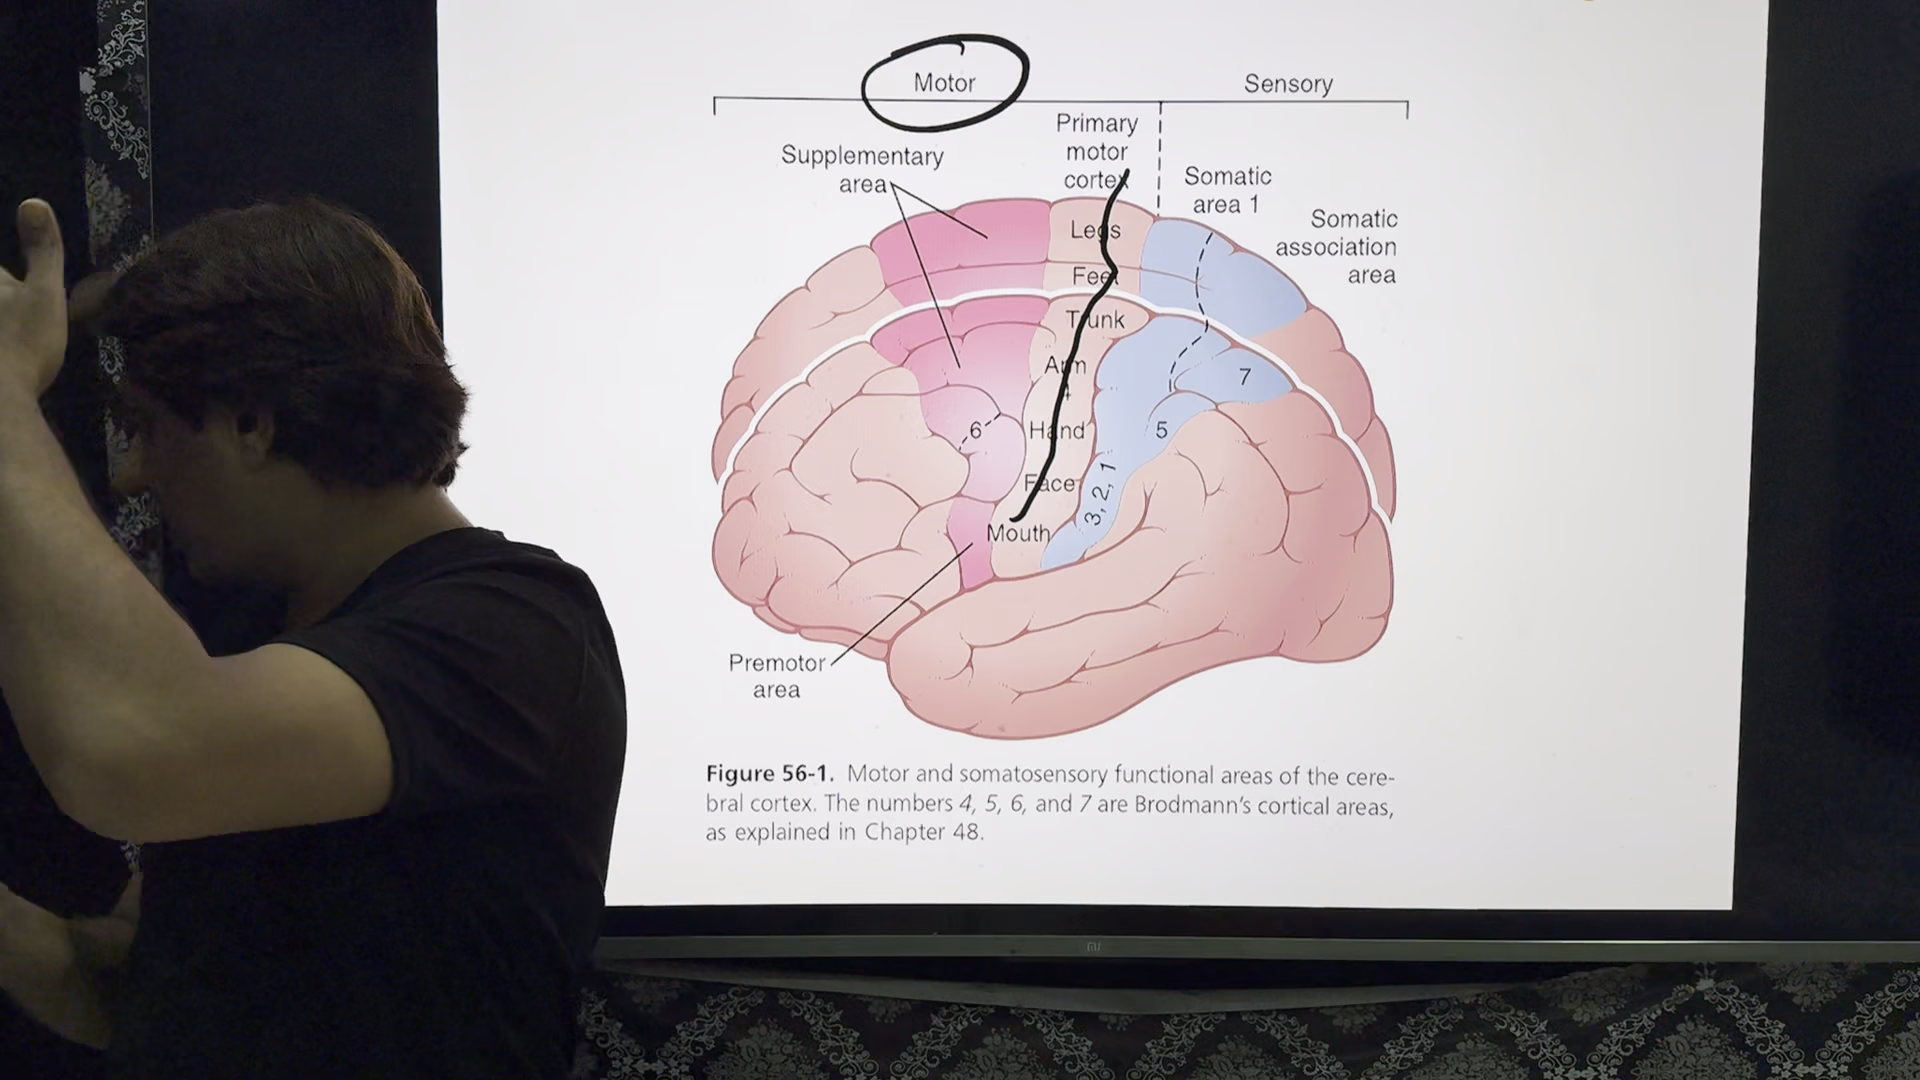 Motor
Sensory
Primary
motor
cortex
Supplementary
area
Somatic
area 1
Somatic
association
area
Legs
Feet
Trunk
Arm
4
Hand
Face
Mouth
6
7
5
3, 2, 1
Premotor
area
Figure 56-1. Motor and somatosensory functional areas of the cere-
bral cortex. The numbers 4, 5, 6, and 7 are Brodmann's cortical areas,
as explained in Chapter 48.
mi